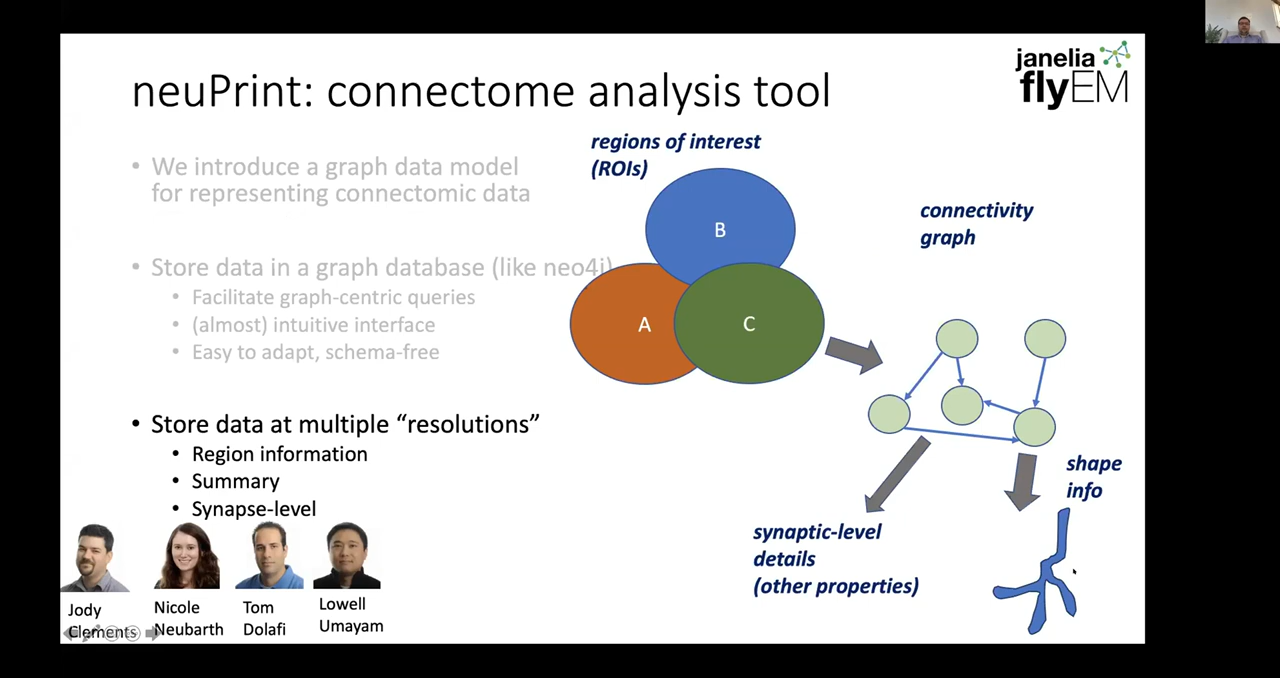 neuPrint: connectome analysis tool
janelia
flyEM
• We introduce a graph data model
for representing connectomic data
• Store data in a graph database (like neo4j)
• Facilitate graph-centric queries
• (almost) intuitive interface
• Easy to adapt, schema-free
• Store data at multiple “resolutions”
• Region information
• Summary
• Synapse-level
regions of interest
(ROIs)
B
A
C
connectivity
graph
synaptic-level
details
(other properties)
shape
info
Jody
Clements
Nicole
Neubarth
Tom
Dolafi
Lowell
Umayam